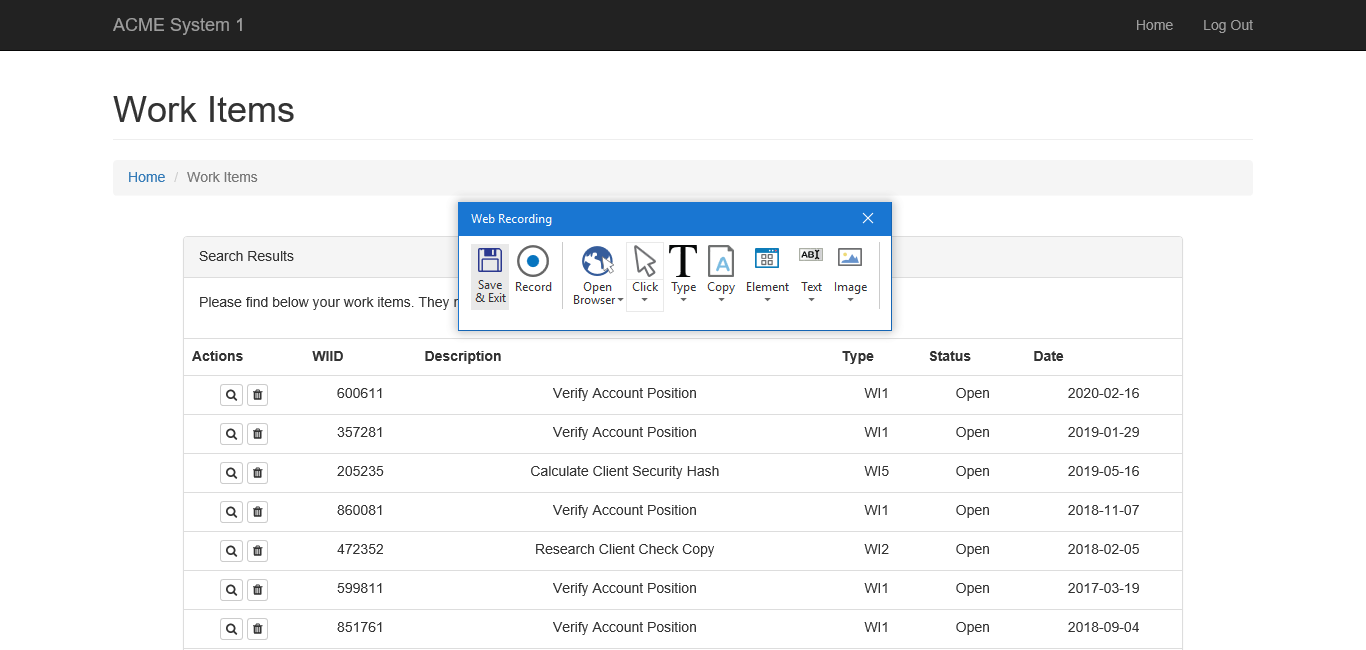 ACME System 1 Home Log Out
Work Items
Home / Work Items
Web Recording
Search Results
Save & Exit Record Open Browser Click Type Copy Element Text Image
Please find below your work items. They
Actions WIID Description Type Status Date
600611 Verify Account Position WI1 Open 2020-02-16
357281 Verify Account Position WI1 Open 2019-01-29
205235 Calculate Client Security Hash WI5 Open 2019-05-16
860081 Verify Account Position WI1 Open 2018-11-07
472352 Research Client Check Copy WI2 Open 2018-02-05
599811 Verify Account Position WI1 Open 2017-03-19
851761 Verify Account Position WI1 Open 2018-09-04